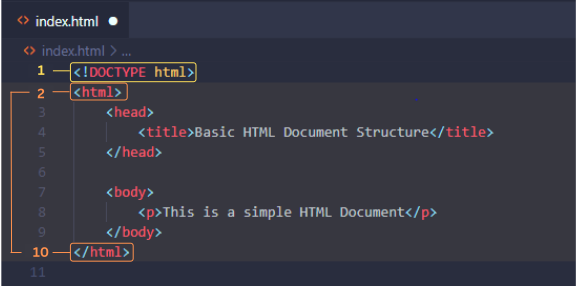 <> index.html ●
<> index.html > ...
1 <!DOCTYPE html>
2 <html>
3 <head>
4 <title>Basic HTML Document Structure</title>
5 </head>
6
7 <body>
8 <p>This is a simple HTML Document</p>
9 </body>
10 </html>
11